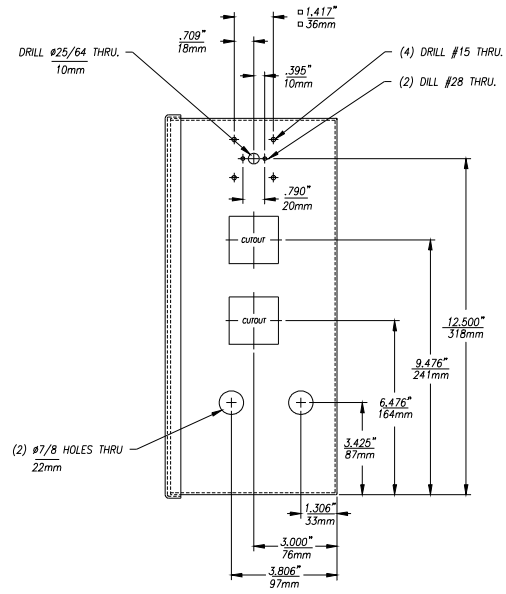 □ 1.417"
□ 36mm
.709"
18mm
DRILL ø25/64 THRU.
10mm
.395"
10mm
(4) DRILL #15 THRU.
(2) DILL #28 THRU.
.790"
20mm
CUTOUT
CUTOUT
12.500"
318mm
9.476"
241mm
6.476"
164mm
3.425"
87mm
(2) ø7/8 HOLES THRU
22mm
1.306"
33mm
3.000"
76mm
3.806"
97mm